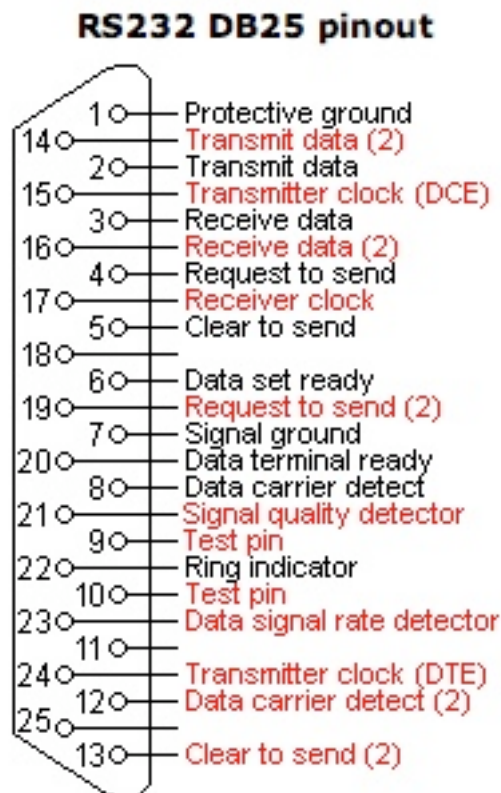 RS232 DB25 pinout
1 Protective ground
14 Transmit data (2)
2 Transmit data
15 Transmitter clock (DCE)
3 Receive data
16 Receive data (2)
4 Request to send
17 Receiver clock
5 Clear to send
18
6 Data set ready
19 Request to send (2)
7 Signal ground
20 Data terminal ready
8 Data carrier detect
21 Signal quality detector
9 Test pin
22 Ring indicator
10 Test pin
23 Data signal rate detector
11
24 Transmitter clock (DTE)
12 Data carrier detect (2)
25
13 Clear to send (2)